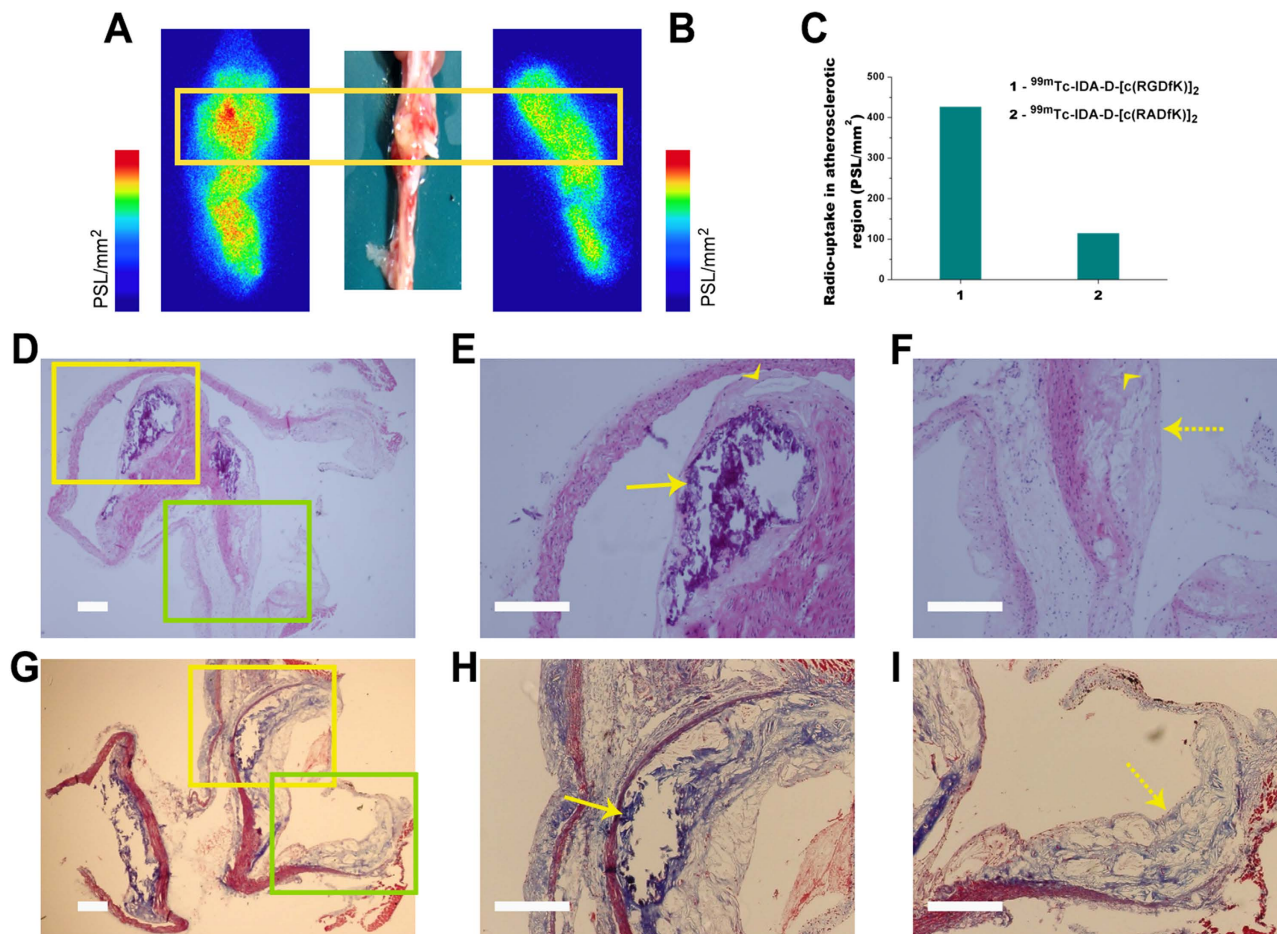 A
B
C
PSL/mm²
PSL/mm²
Radio-uptake in atherosclerotic
region (PSL/mm²)
500
400
300
200
100
0
1 - ⁹⁹ᵐTc-IDA-D-[c(RGDfK)]₂
2 - ⁹⁹ᵐTc-IDA-D-[c(RADfK)]₂
1
2
D
E
F
G
H
I